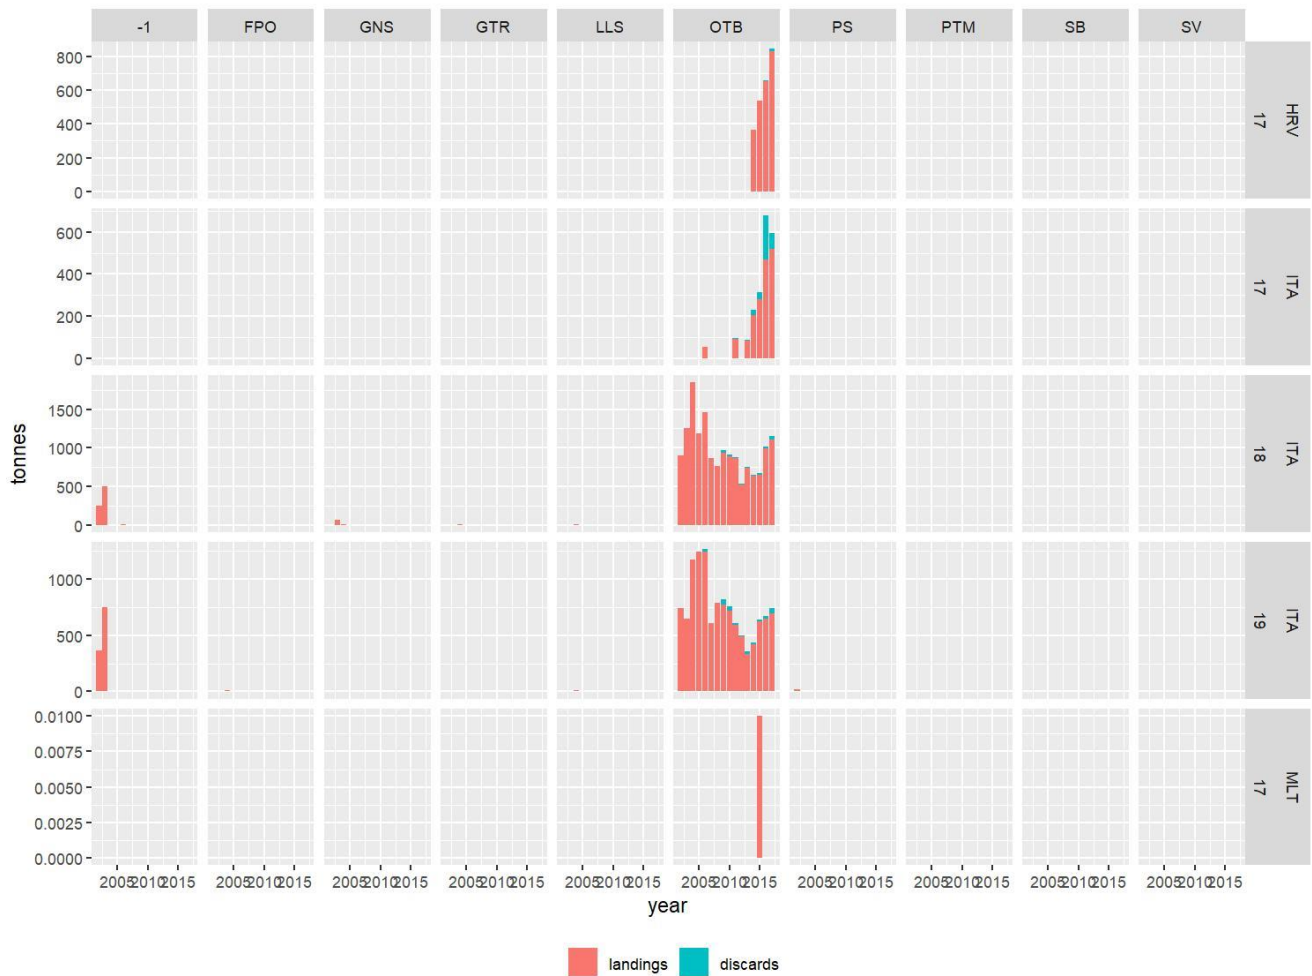 -1 FPO GNS GTR LLS OTB PS PTM SB SV
800
600
400
200
0
17
HRV
600
400
200
0
17
ITA
1500
1000
500
0
18
ITA
1000
500
0
19
ITA
0.0100
0.0075
0.0050
0.0025
0.0000
17
MLT
tonnes
2005 2010 2015 2005 2010 2015 2005 2010 2015 2005 2010 2015 2005 2010 2015 2005 2010 2015 2005 2010 2015 2005 2010 2015 2005 2010 2015 2005 2010 2015
year
landings discards